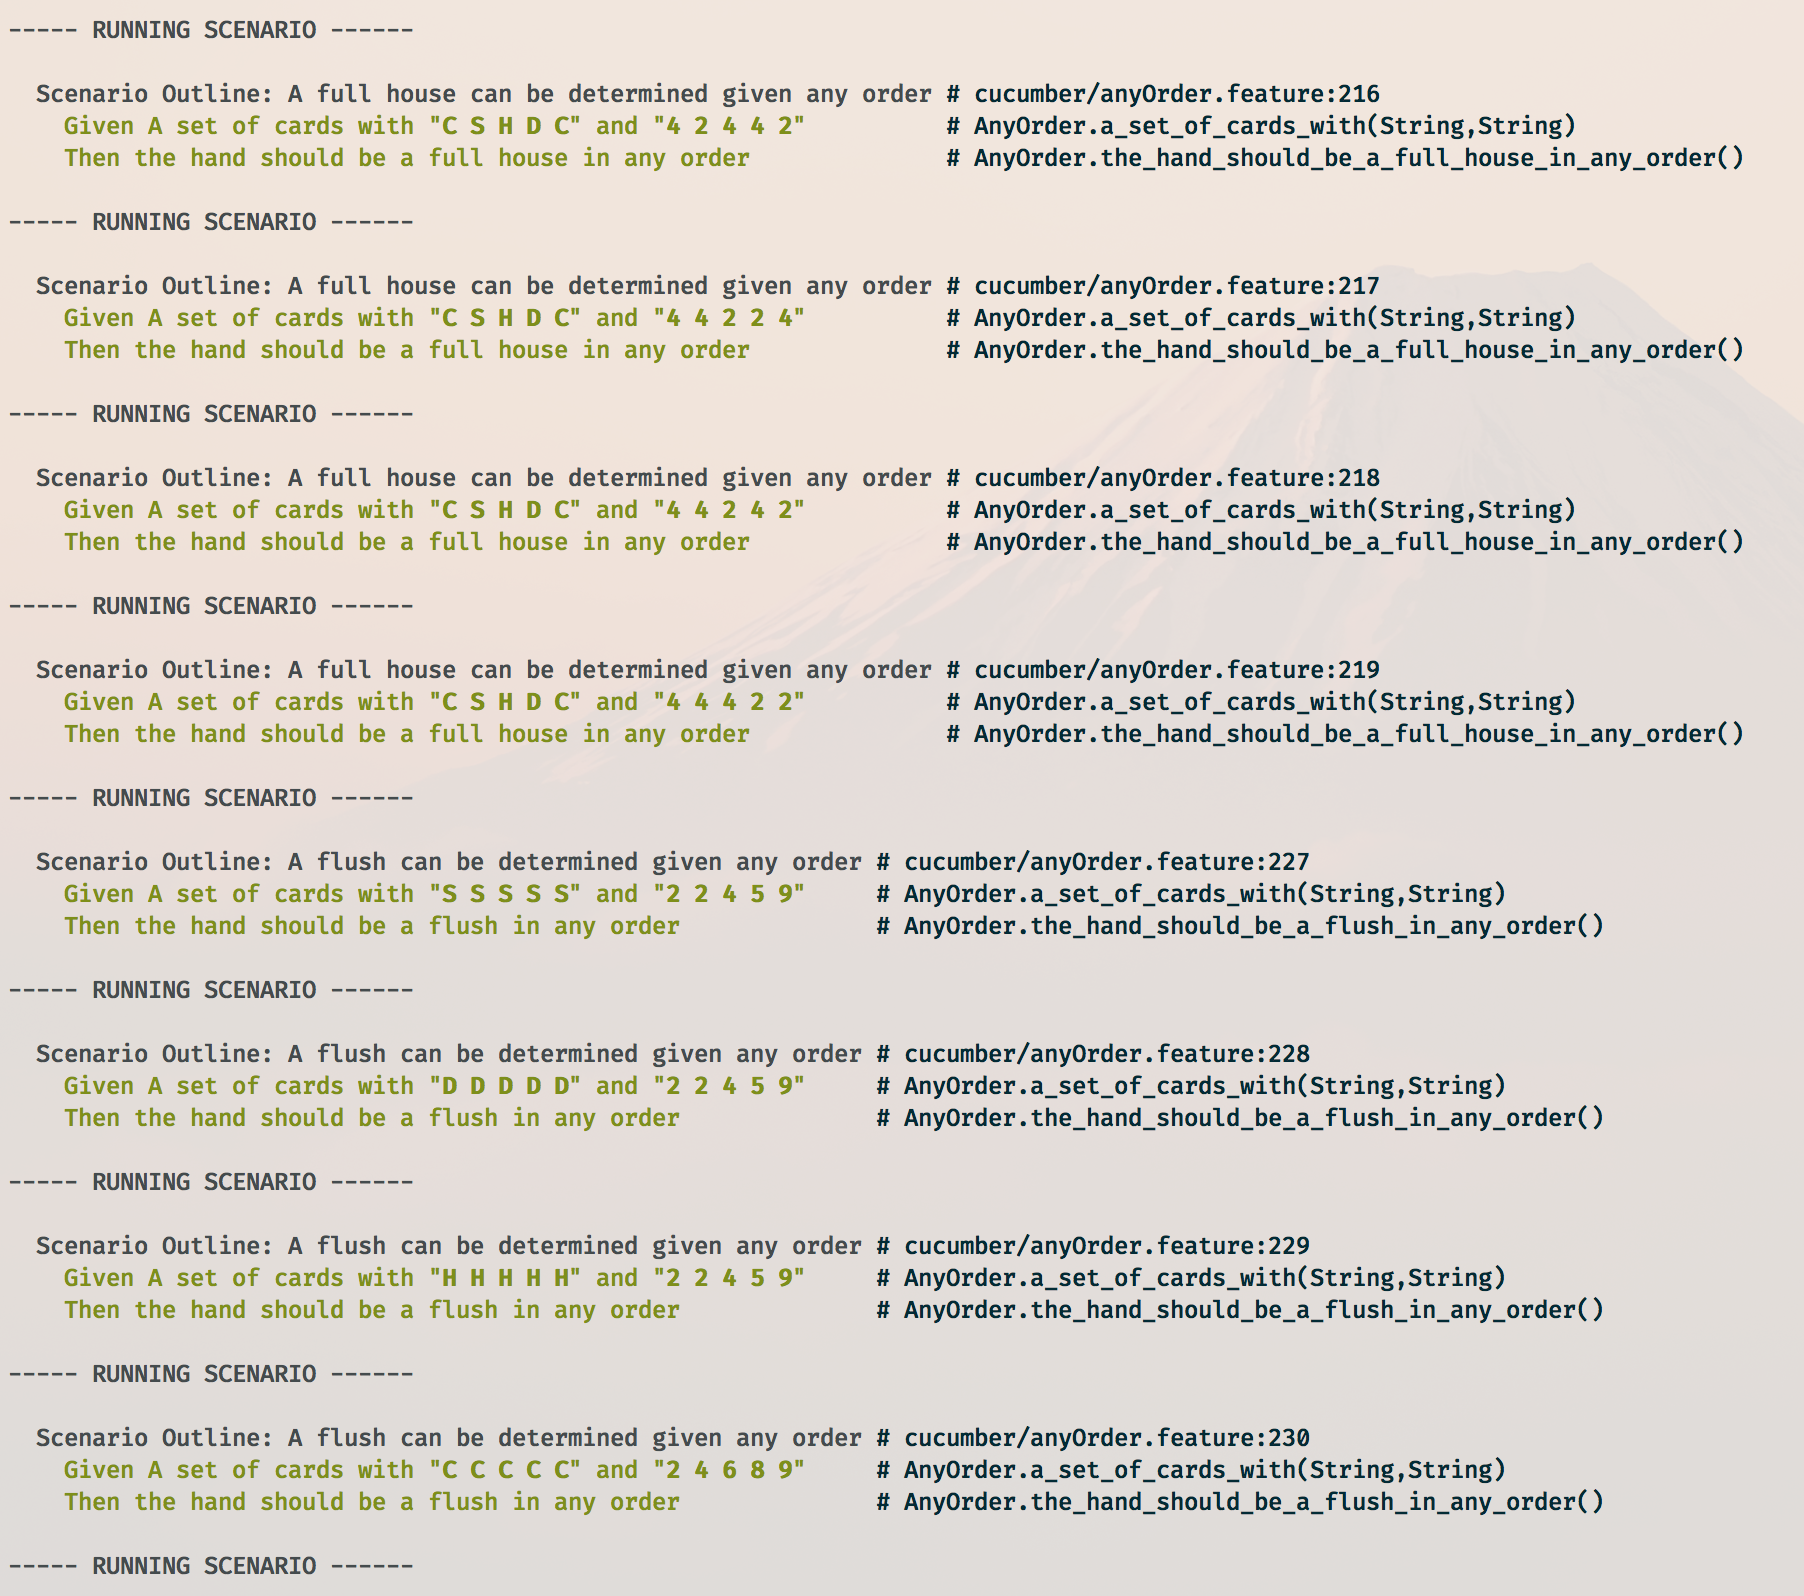 ----- RUNNING SCENARIO ------
Scenario Outline: A full house can be determined given any order # cucumber/anyOrder.feature:216
Given A set of cards with "C S H D C" and "4 2 4 4 2" # AnyOrder.a_set_of_cards_with(String,String)
Then the hand should be a full house in any order # AnyOrder.the_hand_should_be_a_full_house_in_any_order()
----- RUNNING SCENARIO ------
Scenario Outline: A full house can be determined given any order # cucumber/anyOrder.feature:217
Given A set of cards with "C S H D C" and "4 4 2 2 4" # AnyOrder.a_set_of_cards_with(String,String)
Then the hand should be a full house in any order # AnyOrder.the_hand_should_be_a_full_house_in_any_order()
----- RUNNING SCENARIO ------
Scenario Outline: A full house can be determined given any order # cucumber/anyOrder.feature:218
Given A set of cards with "C S H D C" and "4 4 2 4 2" # AnyOrder.a_set_of_cards_with(String,String)
Then the hand should be a full house in any order # AnyOrder.the_hand_should_be_a_full_house_in_any_order()
----- RUNNING SCENARIO ------
Scenario Outline: A full house can be determined given any order # cucumber/anyOrder.feature:219
Given A set of cards with "C S H D C" and "4 4 4 2 2" # AnyOrder.a_set_of_cards_with(String,String)
Then the hand should be a full house in any order # AnyOrder.the_hand_should_be_a_full_house_in_any_order()
----- RUNNING SCENARIO ------
Scenario Outline: A flush can be determined given any order # cucumber/anyOrder.feature:227
Given A set of cards with "S S S S S" and "2 2 4 5 9" # AnyOrder.a_set_of_cards_with(String,String)
Then the hand should be a flush in any order # AnyOrder.the_hand_should_be_a_flush_in_any_order()
----- RUNNING SCENARIO ------
Scenario Outline: A flush can be determined given any order # cucumber/anyOrder.feature:228
Given A set of cards with "D D D D D" and "2 2 4 5 9" # AnyOrder.a_set_of_cards_with(String,String)
Then the hand should be a flush in any order # AnyOrder.the_hand_should_be_a_flush_in_any_order()
----- RUNNING SCENARIO ------
Scenario Outline: A flush can be determined given any order # cucumber/anyOrder.feature:229
Given A set of cards with "H H H H H" and "2 2 4 5 9" # AnyOrder.a_set_of_cards_with(String,String)
Then the hand should be a flush in any order # AnyOrder.the_hand_should_be_a_flush_in_any_order()
----- RUNNING SCENARIO ------
Scenario Outline: A flush can be determined given any order # cucumber/anyOrder.feature:230
Given A set of cards with "C C C C C" and "2 4 6 8 9" # AnyOrder.a_set_of_cards_with(String,String)
Then the hand should be a flush in any order # AnyOrder.the_hand_should_be_a_flush_in_any_order()
----- RUNNING SCENARIO ------